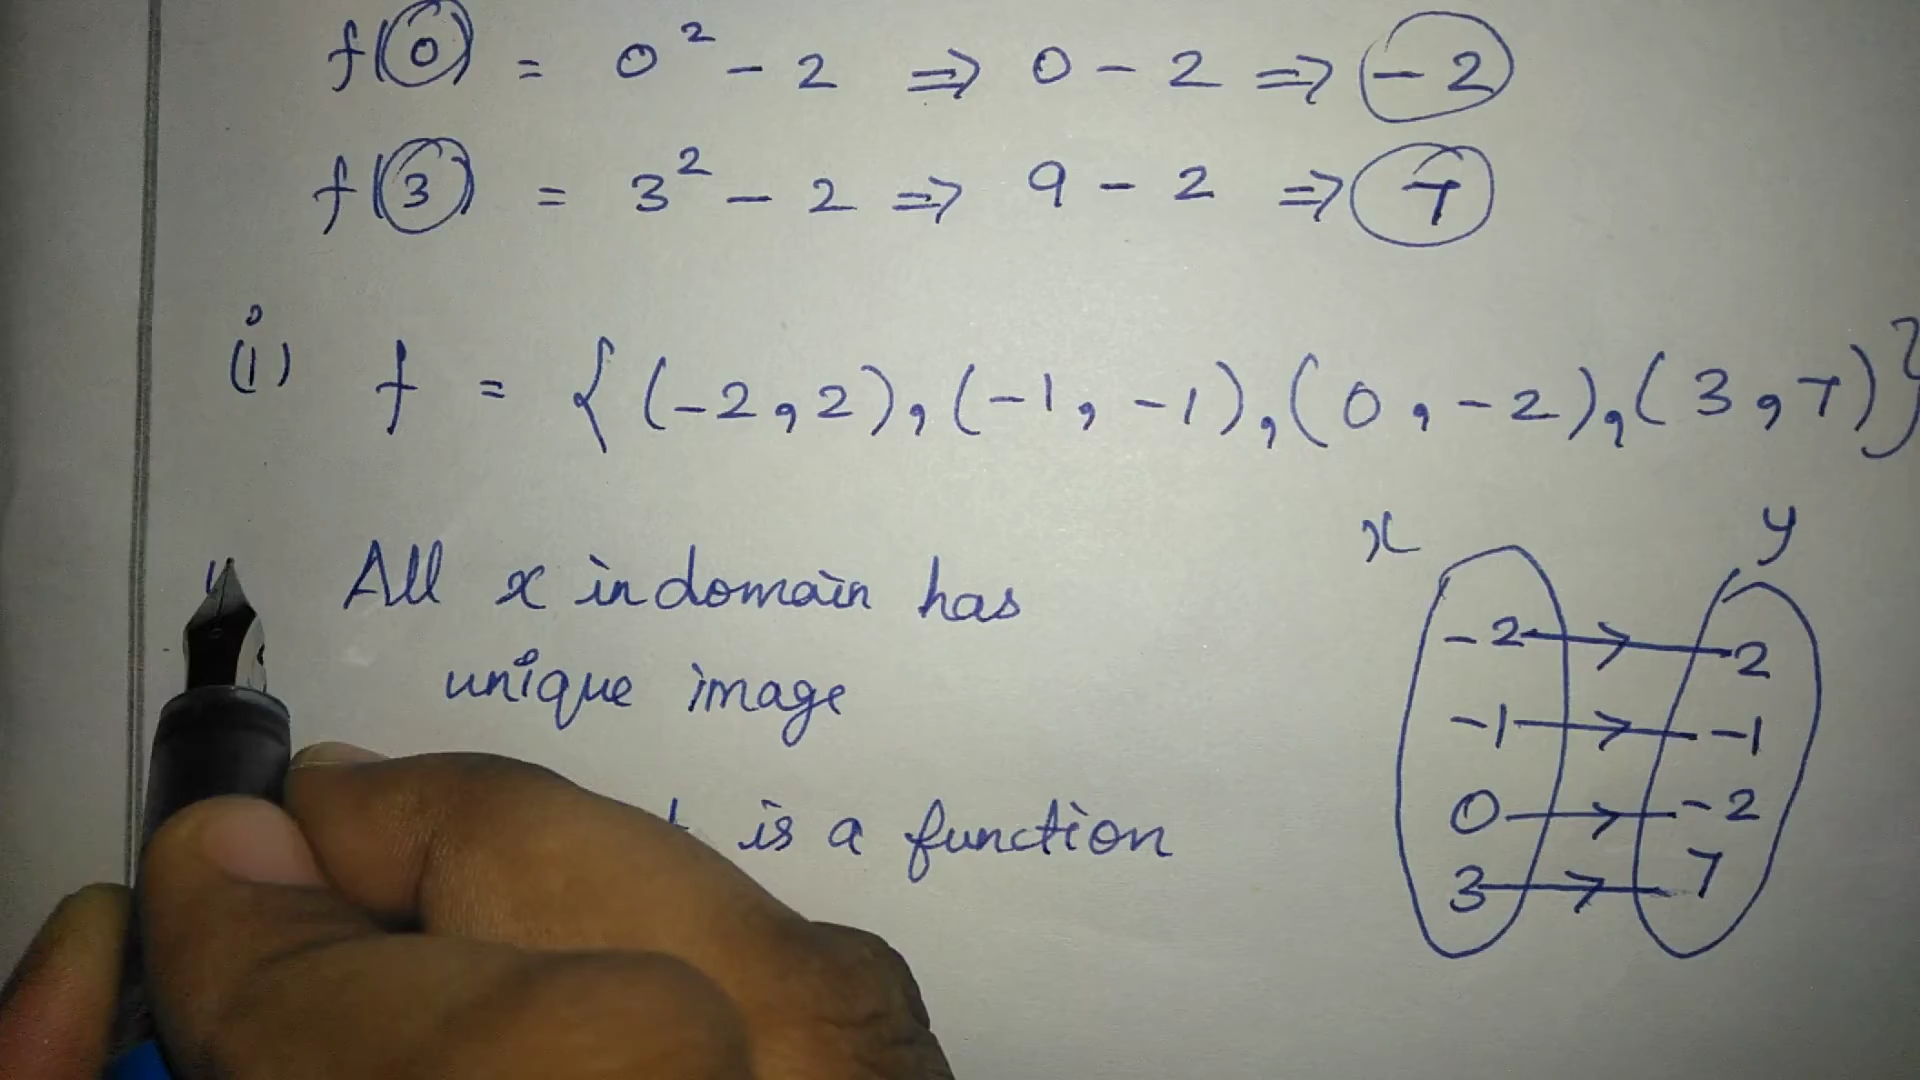 f(0) = 0² - 2 ⇒ 0 - 2 ⇒ -2
f(3) = 3² - 2 ⇒ 9 - 2 ⇒ 7
(i) f = {(-2,2),(-1,-1),(0,-2),(3,7)}
All x in domain has
unique image
is a function
x y
-2 2
-1 -1
0 -2
3 7